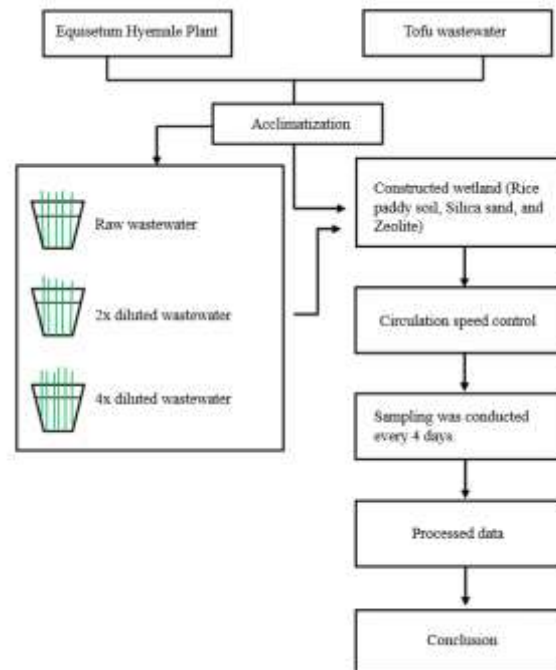 Equisetum Hyemale Plant
Tofu wastewater
Acclimatization
Raw wastewater
2x diluted wastewater
4x diluted wastewater
Constructed wetland (Rice
paddy soil, Silica sand, and
Zeolite)
Circulation speed control
Sampling was conducted
every 4 days
Processed data
Conclusion